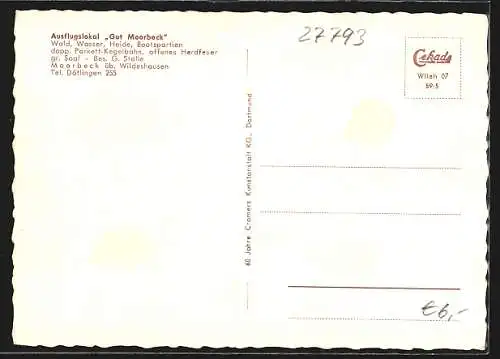 Ausflugslokal „Gut Moorbeck"
Wald, Wasser, Heide, Bootspartien
dopp. Parkett-Kegelbahn, offenes Herdfeuer
gr. Saal – Bes. G. Stolle
Moorbeck üb. Wildeshausen
Tel. Dötlingen 255
27793
Cekade
Wilsh 07
59·5
60 Jahre Cramers Kunstanstalt KG., Dortmund
€6,-